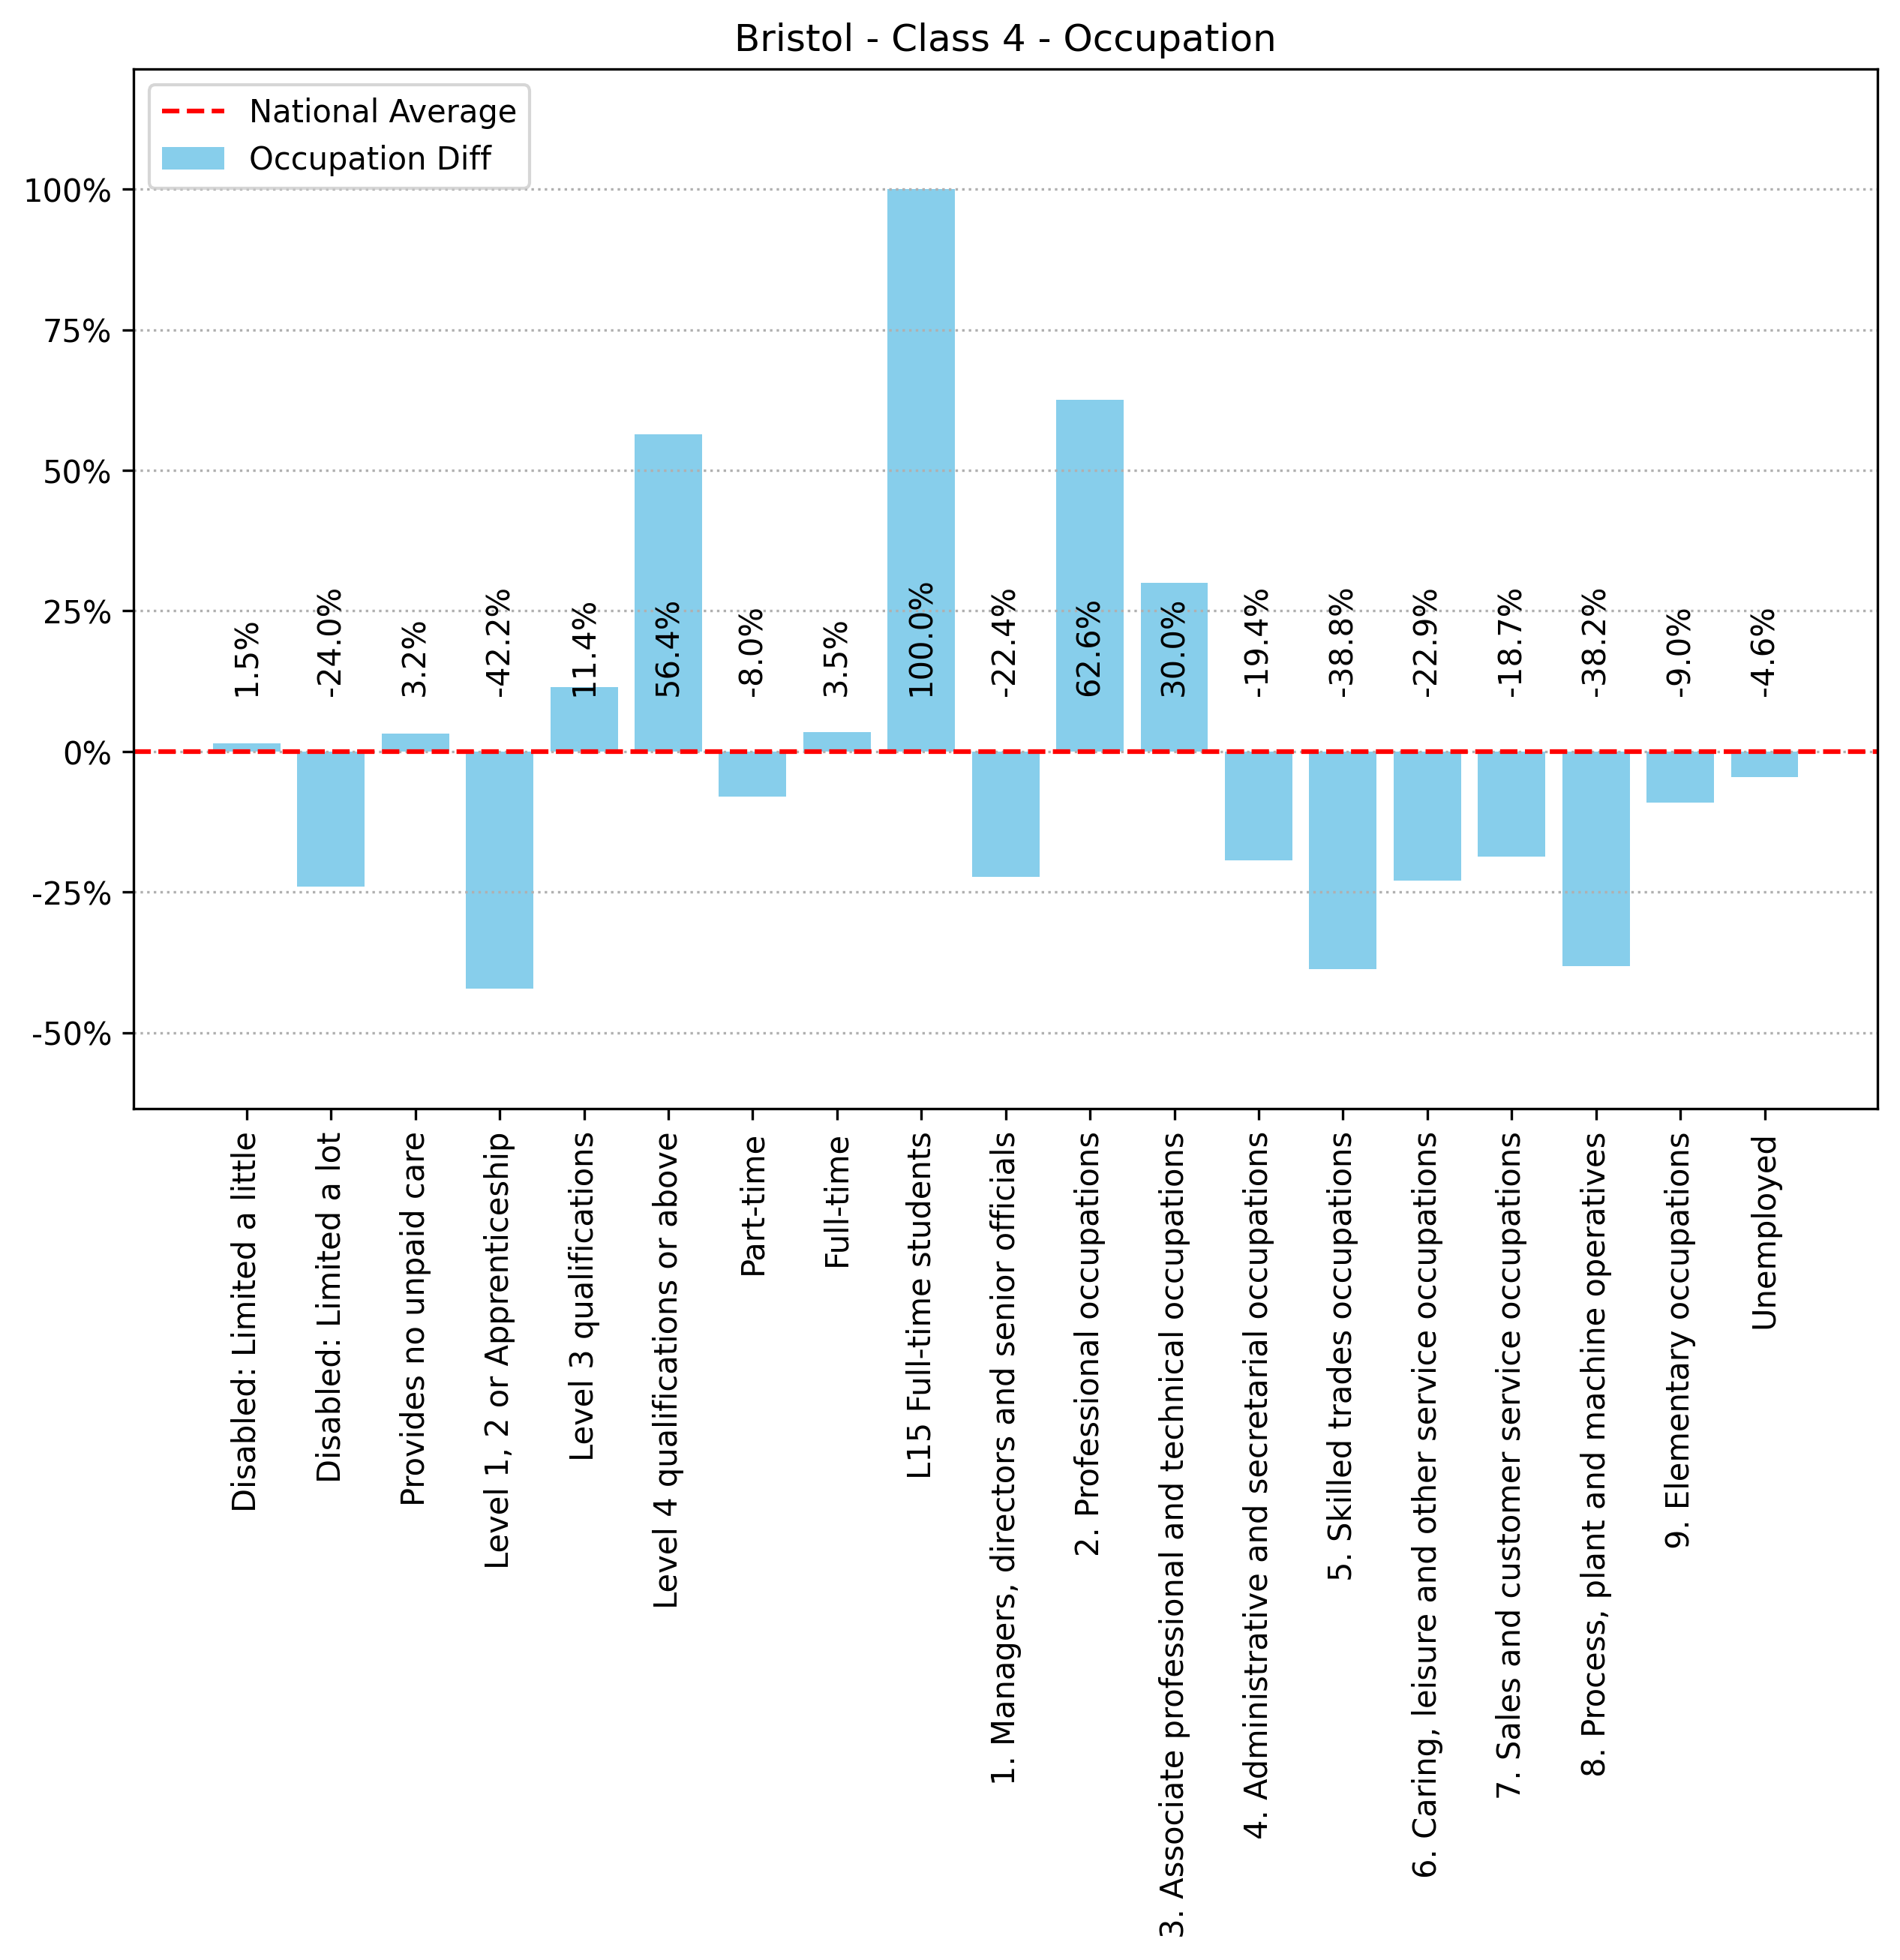 Bristol - Class 4 - Occupation
National Average
Occupation Diff
100%
75%
50%
25%
0%
-25%
-50%
1.5%
-24.0%
3.2%
-42.2%
11.4%
56.4%
-8.0%
3.5%
100.0%
-22.4%
62.6%
30.0%
-19.4%
-38.8%
-22.9%
-18.7%
-38.2%
-9.0%
-4.6%
Disabled: Limited a little
Disabled: Limited a lot
Provides no unpaid care
Level 1, 2 or Apprenticeship
Level 3 qualifications
Level 4 qualifications or above
Part-time
Full-time
L15 Full-time students
1. Managers, directors and senior officials
2. Professional occupations
3. Associate professional and technical occupations
4. Administrative and secretarial occupations
5. Skilled trades occupations
6. Caring, leisure and other service occupations
7. Sales and customer service occupations
8. Process, plant and machine operatives
9. Elementary occupations
Unemployed